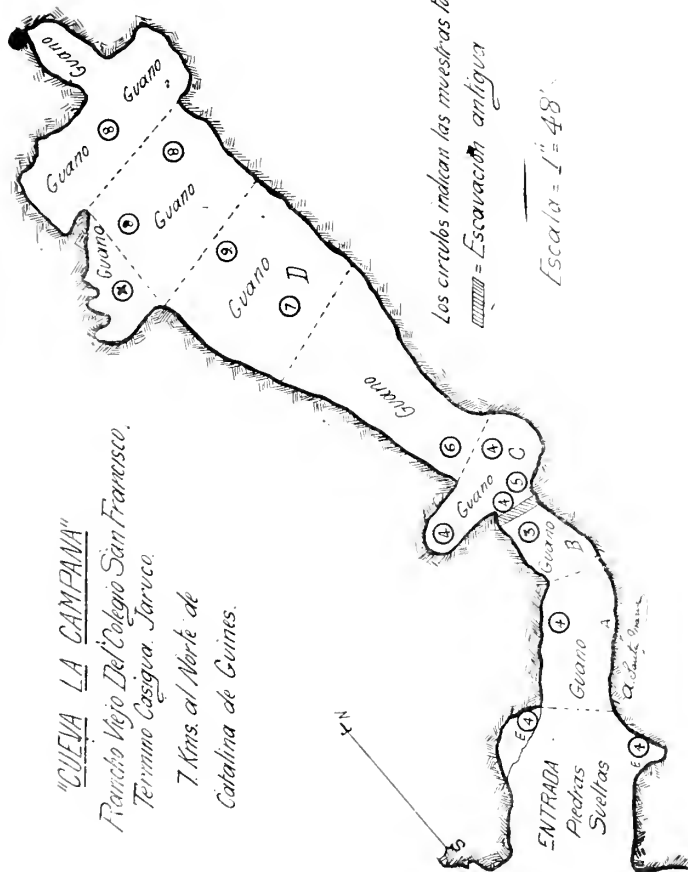 "CUEVA LA CAMPANA"
Rancho Viejo Del Colegio San Francisco.
Termino Casigua. Jaruco.
7 Kms. al Norte de
Catalina de Guines.
Los circulos indican las muestras
= Escavación antigua
Escala = 1" = 48'
S
N
ENTRADA
Piedras
Sueltas
E
4
E
4
Guano
4
A
Guano
3
B
4
5
Guano
4
C
4
6
Guano
7
D
Guano
9
Guano
8
Guano
Guano
8
Guano
Guano